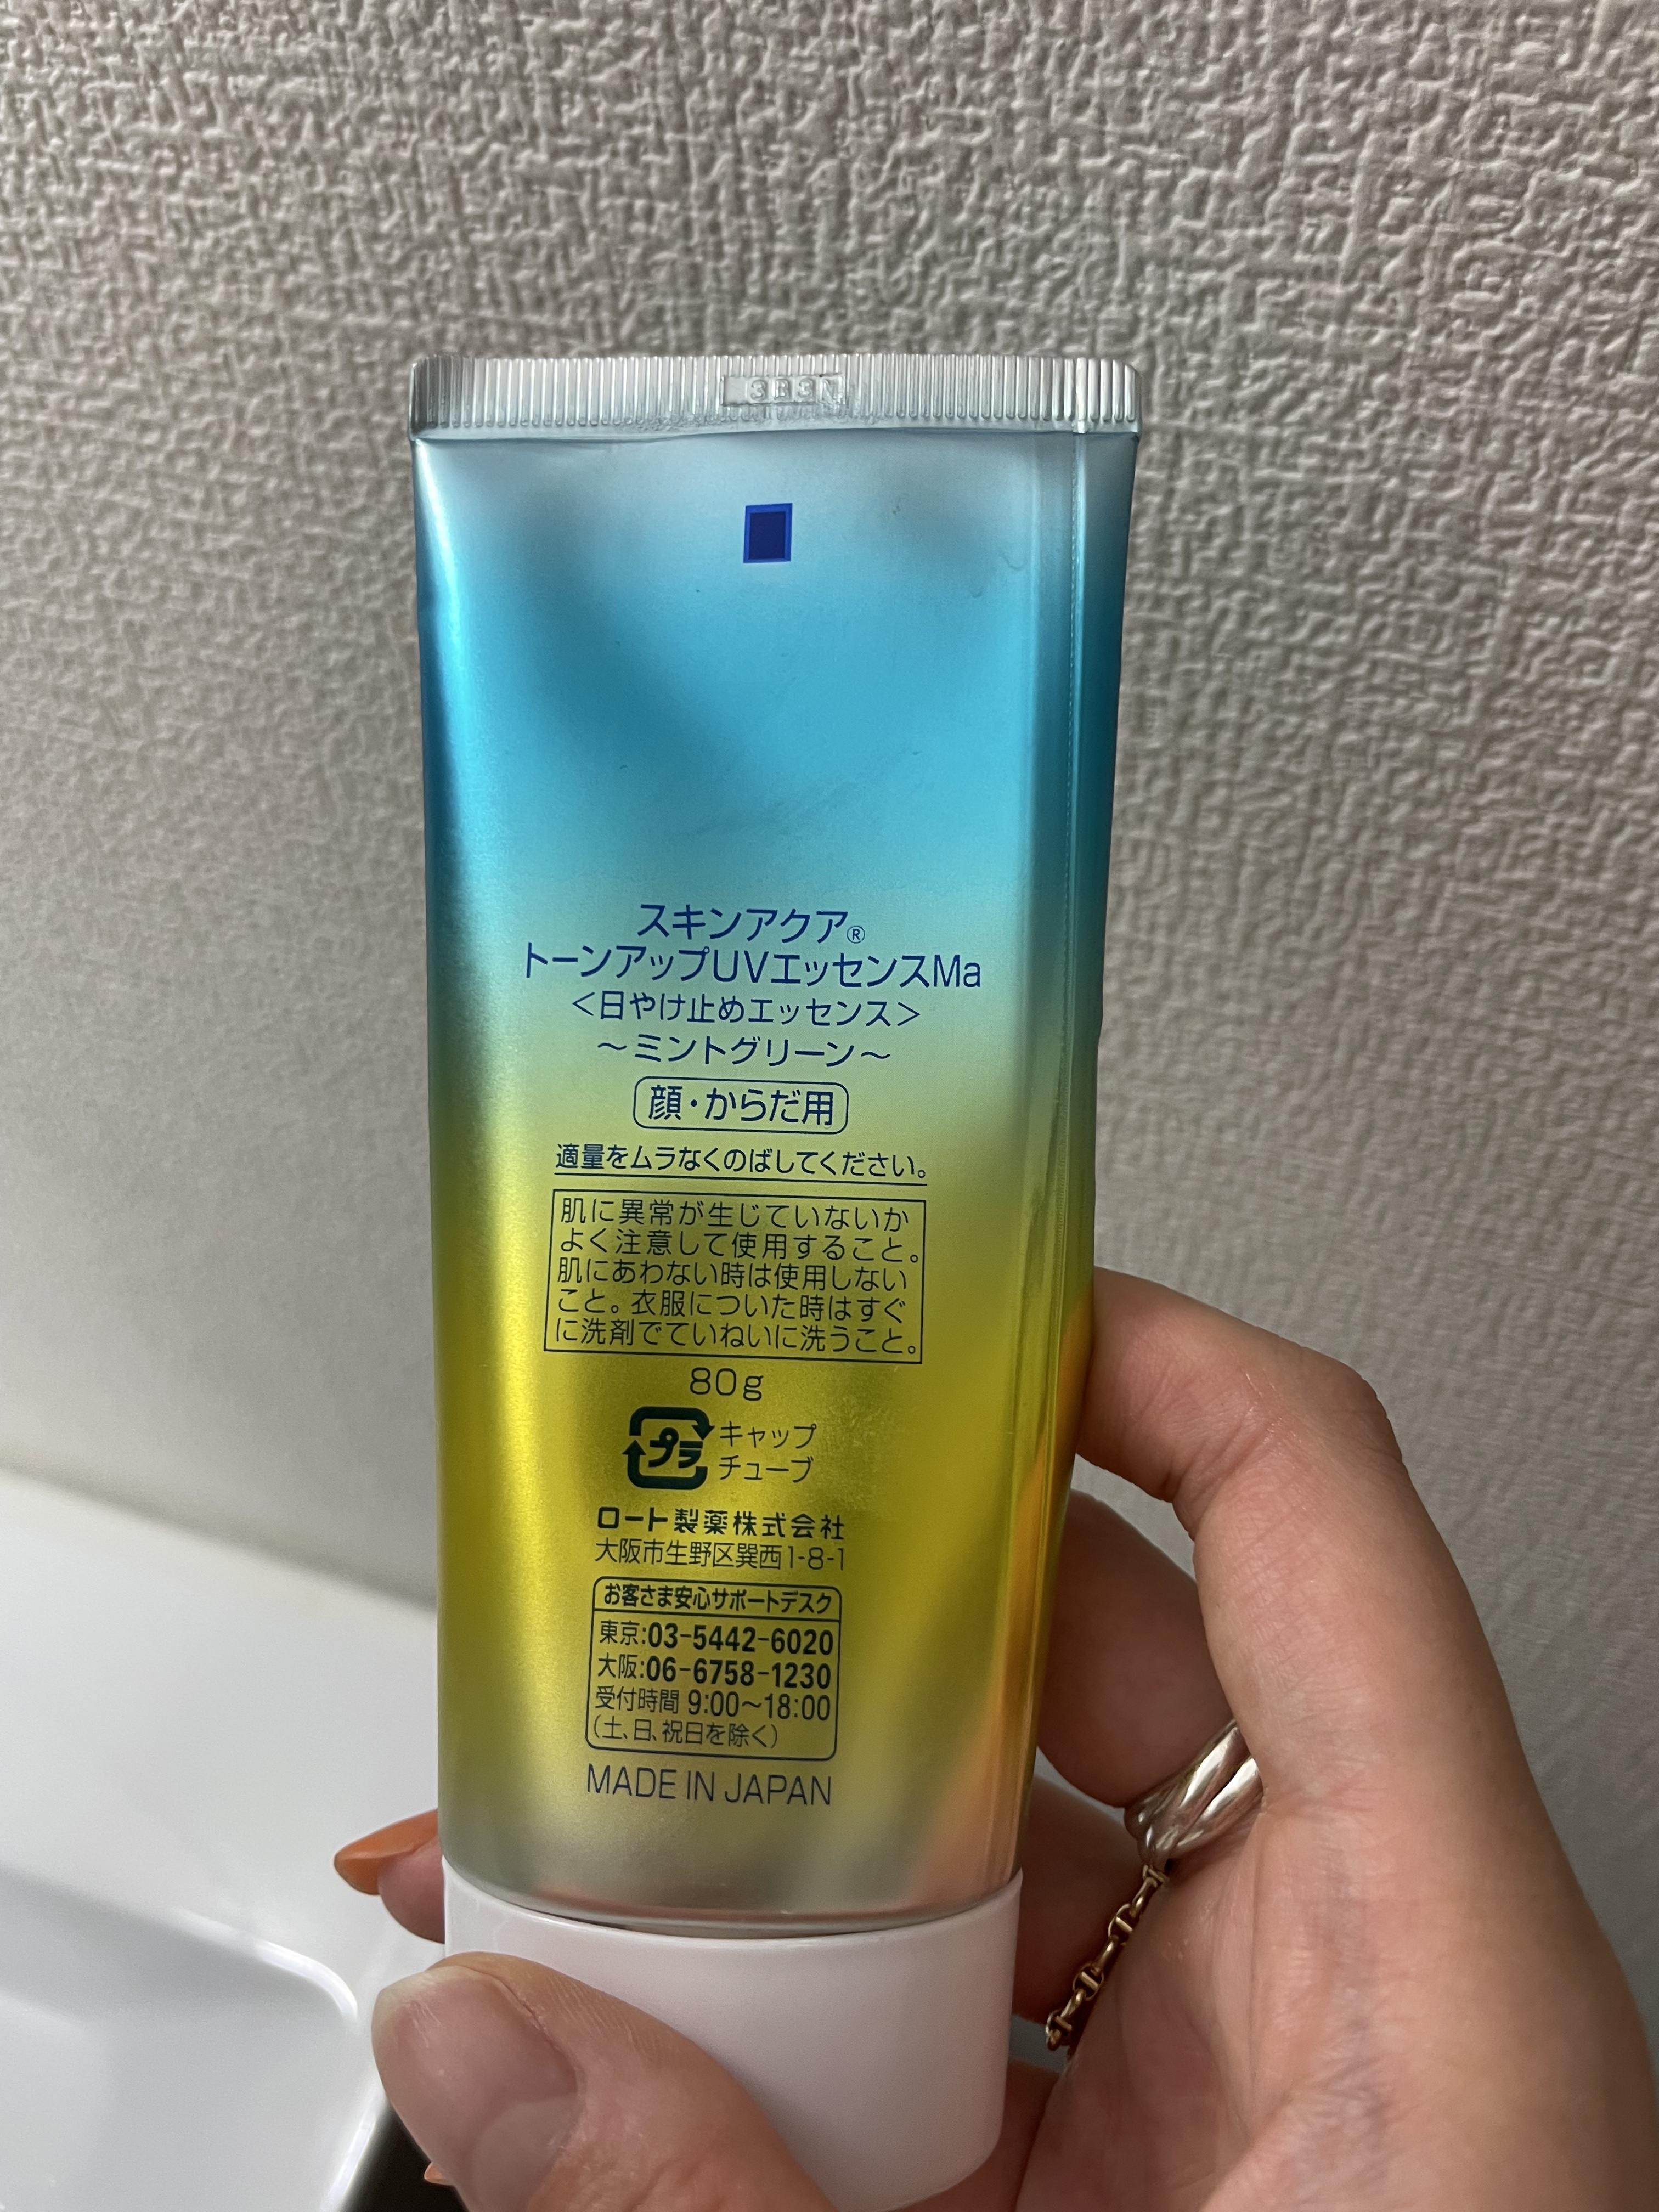 スキンアクア®
トーンアップUVエッセンスMa
＜日やけ止めエッセンス＞
～ミントグリーン～
顔・からだ用
適量をムラなくのばしてください。
肌に異常が生じていないか
よく注意して使用すること。
肌にあわない時は使用しない
こと。衣服についた時はすぐ
に洗剤でていねいに洗うこと。
80g
プラ キャップ
チューブ
ロート製薬株式会社
大阪市生野区巽西1-8-1
お客さま安心サポートデスク
東京:03-5442-6020
大阪:06-6758-1230
受付時間 9:00～18:00
(土、日、祝日を除く)
MADE IN JAPAN